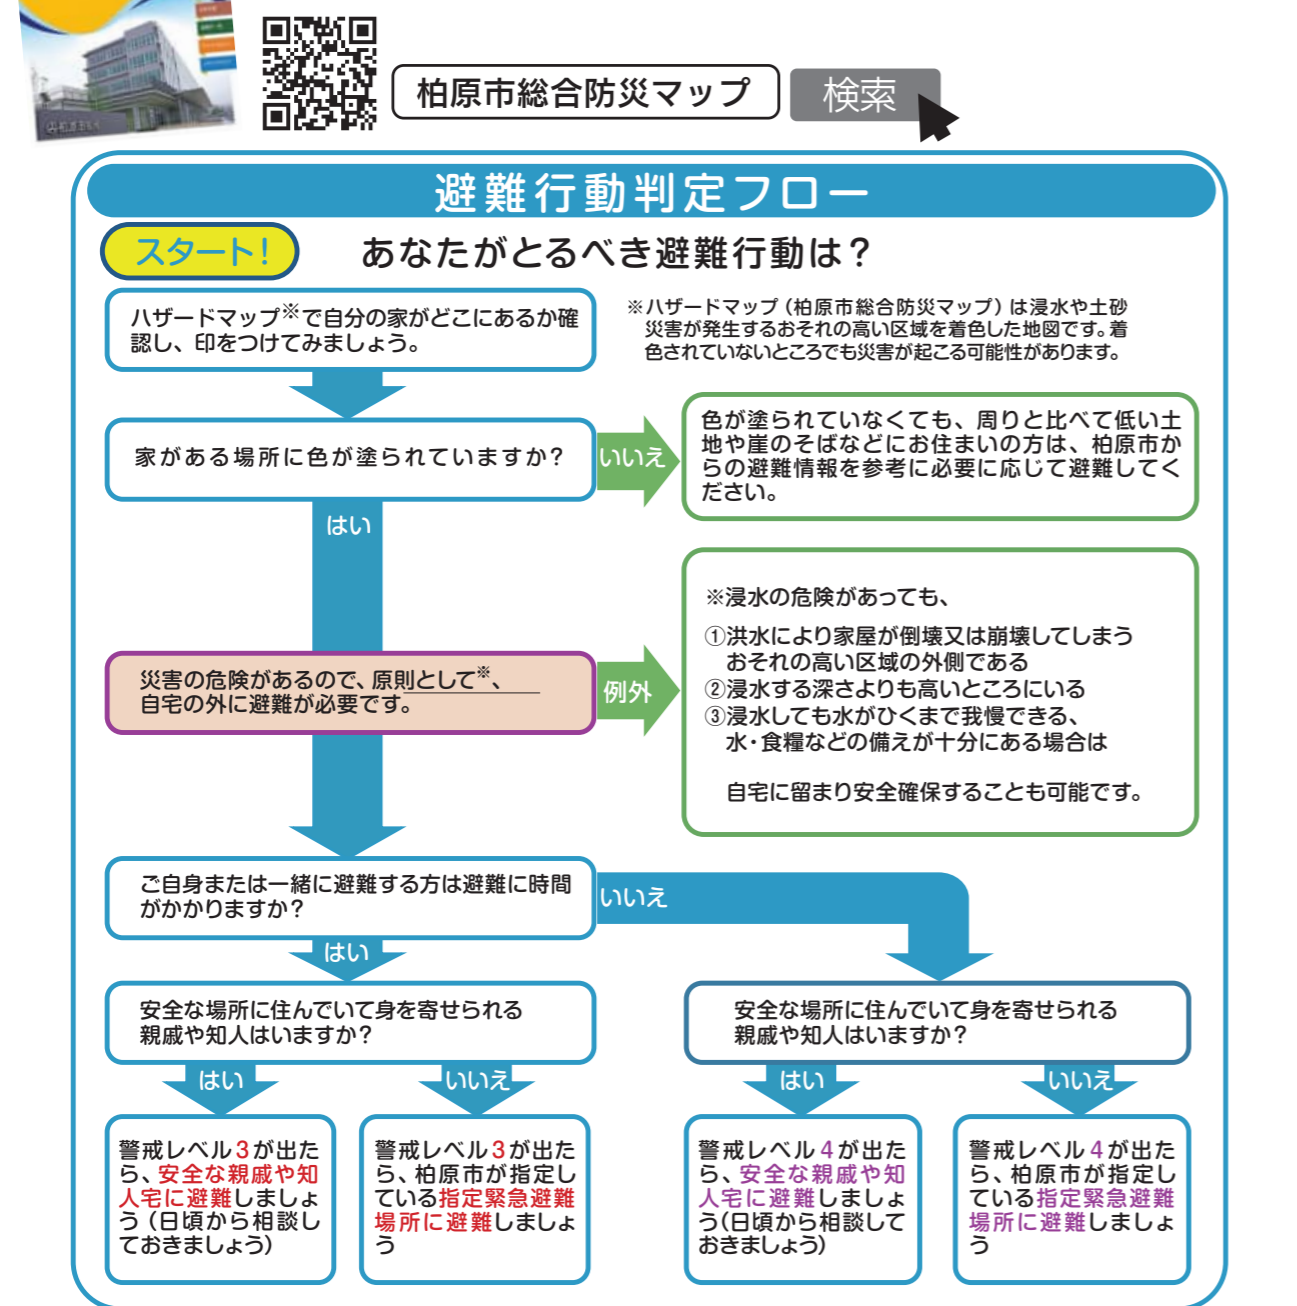 柏原市総合防災マップ 検索
避難行動判定フロー
スタート！ あなたがとるべき避難行動は？
ハザードマップ※で自分の家がどこにあるか確
認し、印をつけてみましょう。
※ハザードマップ（柏原市総合防災マップ）は浸水や土砂
災害が発生するおそれの高い区域を着色した地図です。着
色されていないところでも災害が起こる可能性があります。
家がある場所に色が塗られていますか？
いいえ
色が塗られていなくても、周りと比べて低い土
地や崖のそばなどにお住まいの方は、柏原市か
らの避難情報を参考に必要に応じて避難してく
ださい。
はい
災害の危険があるので、原則として※、
自宅の外に避難が必要です。
例外
※浸水の危険があっても、
①洪水により家屋が倒壊又は崩壊してしまう
おそれの高い区域の外側である
②浸水する深さよりも高いところにいる
③浸水しても水がひくまで我慢できる、
水・食糧などの備えが十分にある場合は
自宅に留まり安全確保することも可能です。
ご自身または一緒に避難する方は避難に時間
がかかりますか？
いいえ
はい
安全な場所に住んでいて身を寄せられる
親戚や知人はいますか？
安全な場所に住んでいて身を寄せられる
親戚や知人はいますか？
はい
いいえ
はい
いいえ
警戒レベル3が出た
ら、安全な親戚や知
人宅に避難しましょ
う（日頃から相談し
ておきましょう）
警戒レベル3が出た
ら、柏原市が指定し
ている指定緊急避難
場所に避難しましょ
う
警戒レベル4が出た
ら、安全な親戚や知
人宅に避難しましょ
う（日頃から相談して
おきましょう）
警戒レベル4が出た
ら、柏原市が指定し
ている指定緊急避難
場所に避難しましょ
う